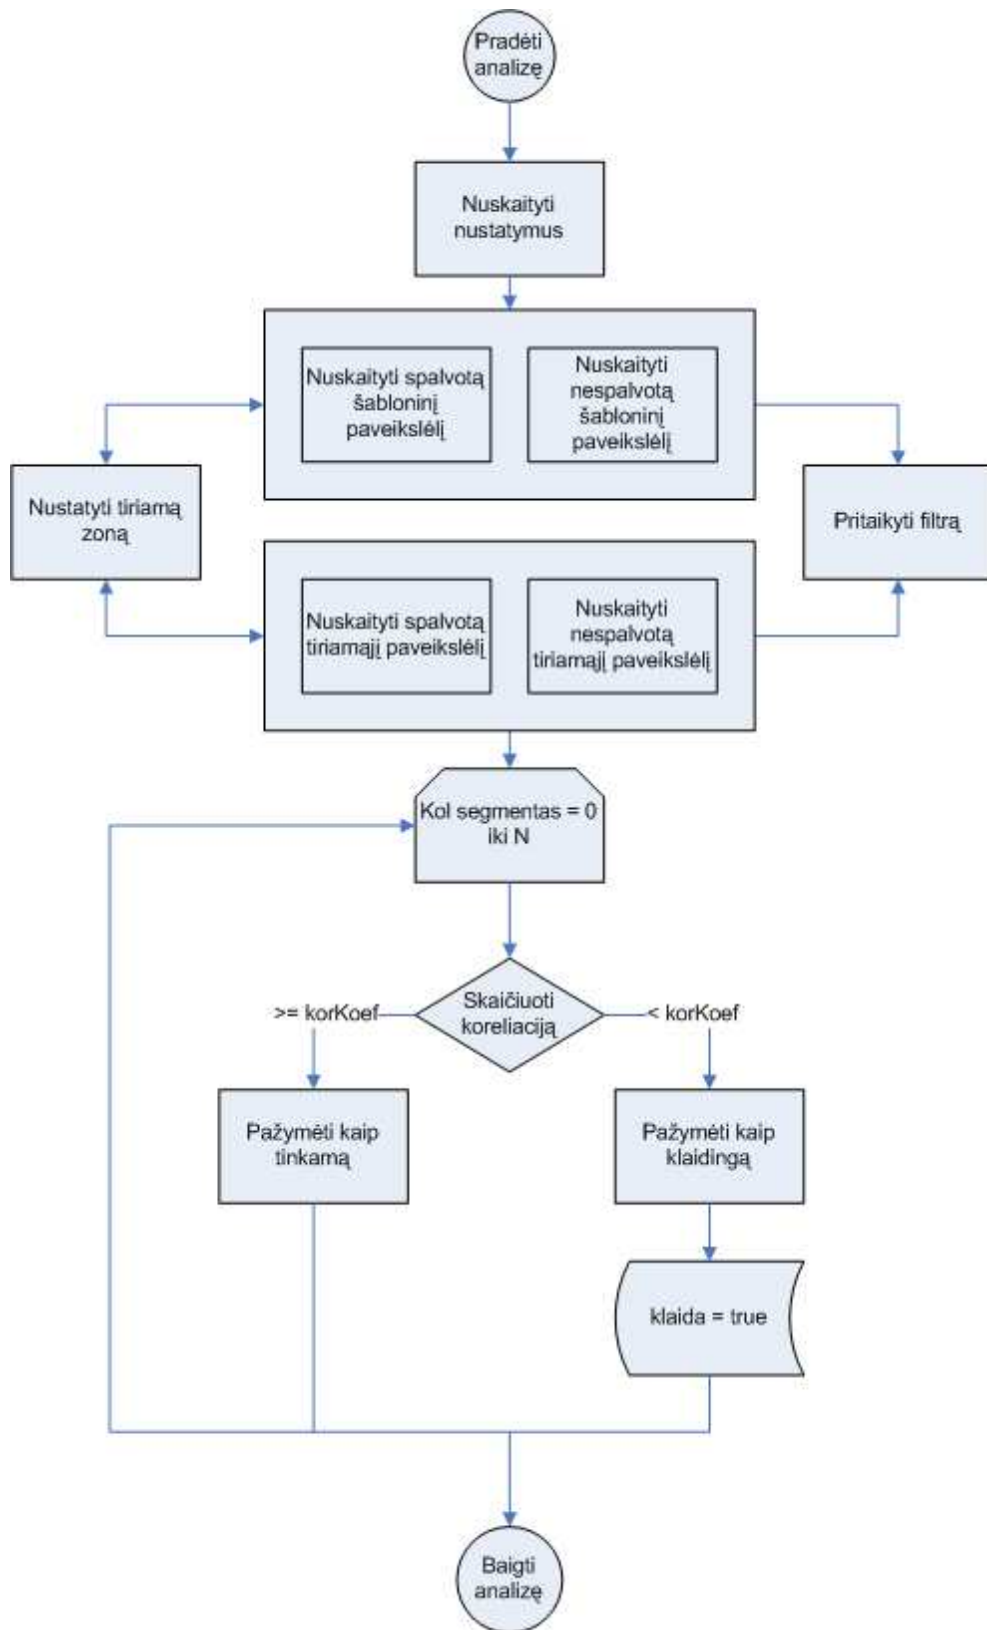 Pradėti
analizę
Nuskaityti
nustatymus
Nuskaityti spalvotą
šabloninį
paveikslėlį
Nuskaityti
nespalvotą
šabloninį
paveikslėlį
Nustatyti tiriamą
zoną
Pritaikyti filtrą
Nuskaityti spalvotą
tiriamąjį paveikslėlį
Nuskaityti
nespalvotą
tiriamąjį paveikslėlį
Kol segmentas = 0
iki N
Skaičiuoti
koreliaciją
>= korKoef
< korKoef
Pažymėti kaip
tinkamą
Pažymėti kaip
klaidingą
klaida = true
Baigti
analizę